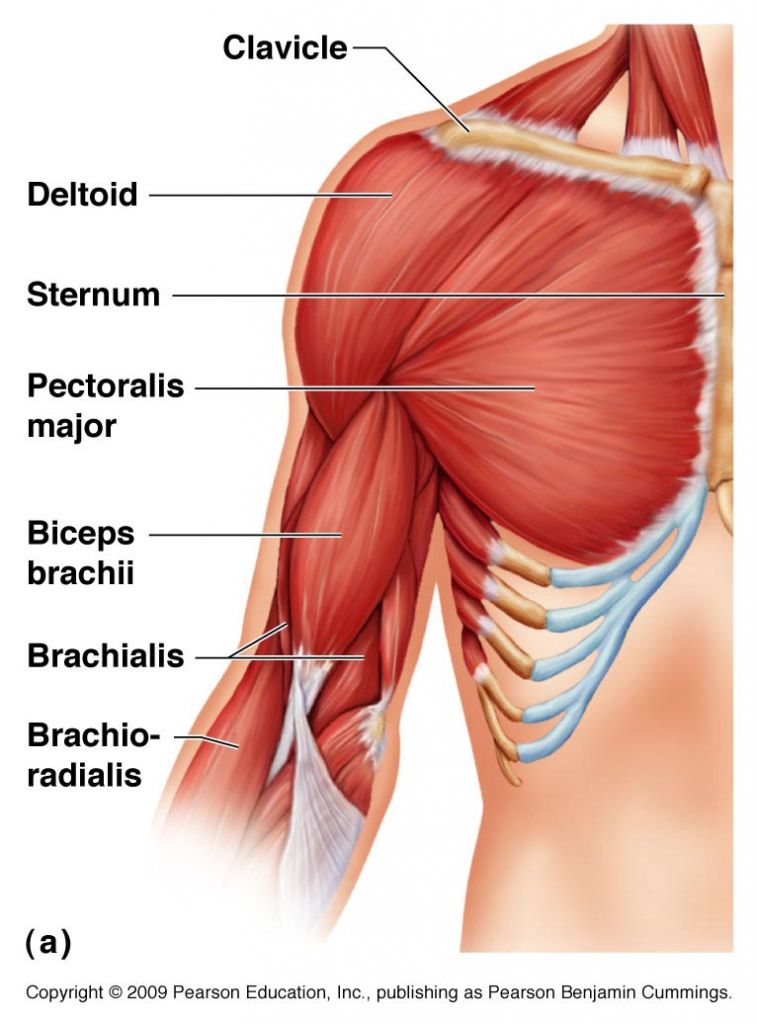 Clavicle
Deltoid
Sternum
Pectoralis
major
Biceps
brachii
Brachialis
Brachio-
radialis
(a)
Copyright © 2009 Pearson Education, Inc., publishing as Pearson Benjamin Cummings.